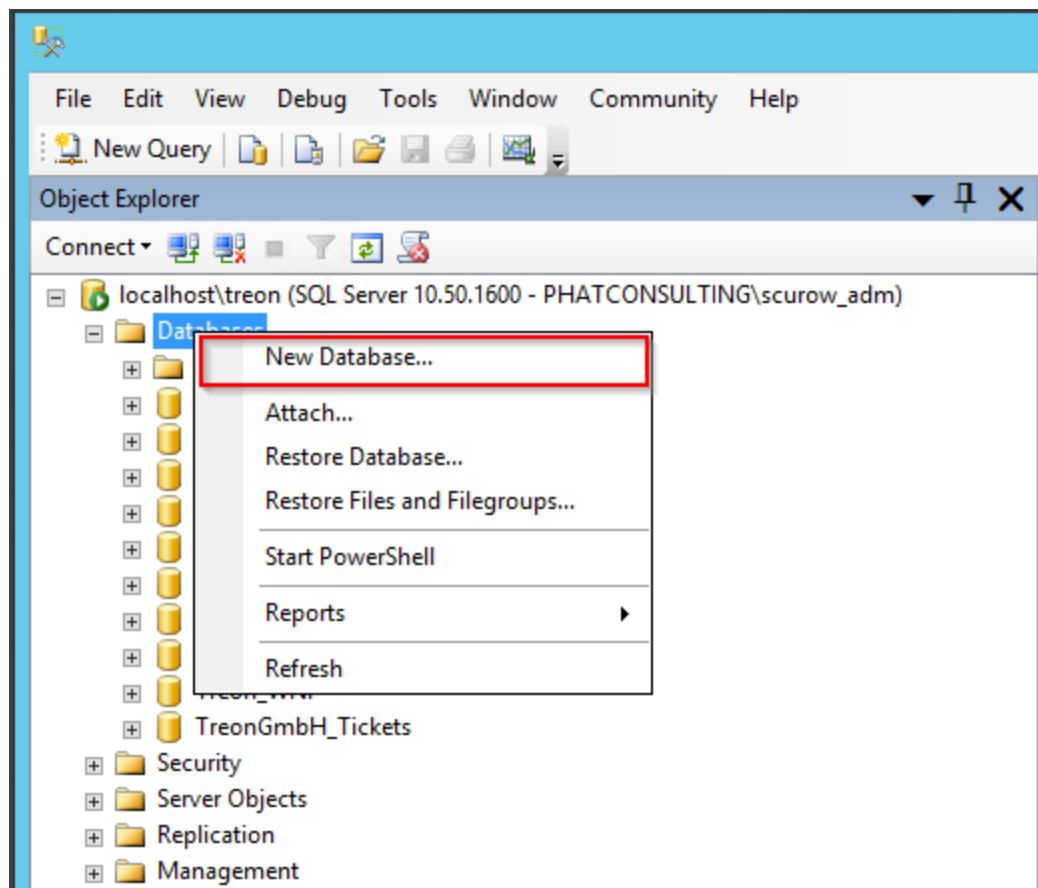 File Edit View Debug Tools Window Community Help
New Query
Object Explorer
Connect
localhost\treon (SQL Server 10.50.1600 - PHATCONSULTING\scurow_adm)
Databases
New Database...
Attach...
Restore Database...
Restore Files and Filegroups...
Start PowerShell
Reports
Refresh
TreonGmbH_Tickets
Security
Server Objects
Replication
Management